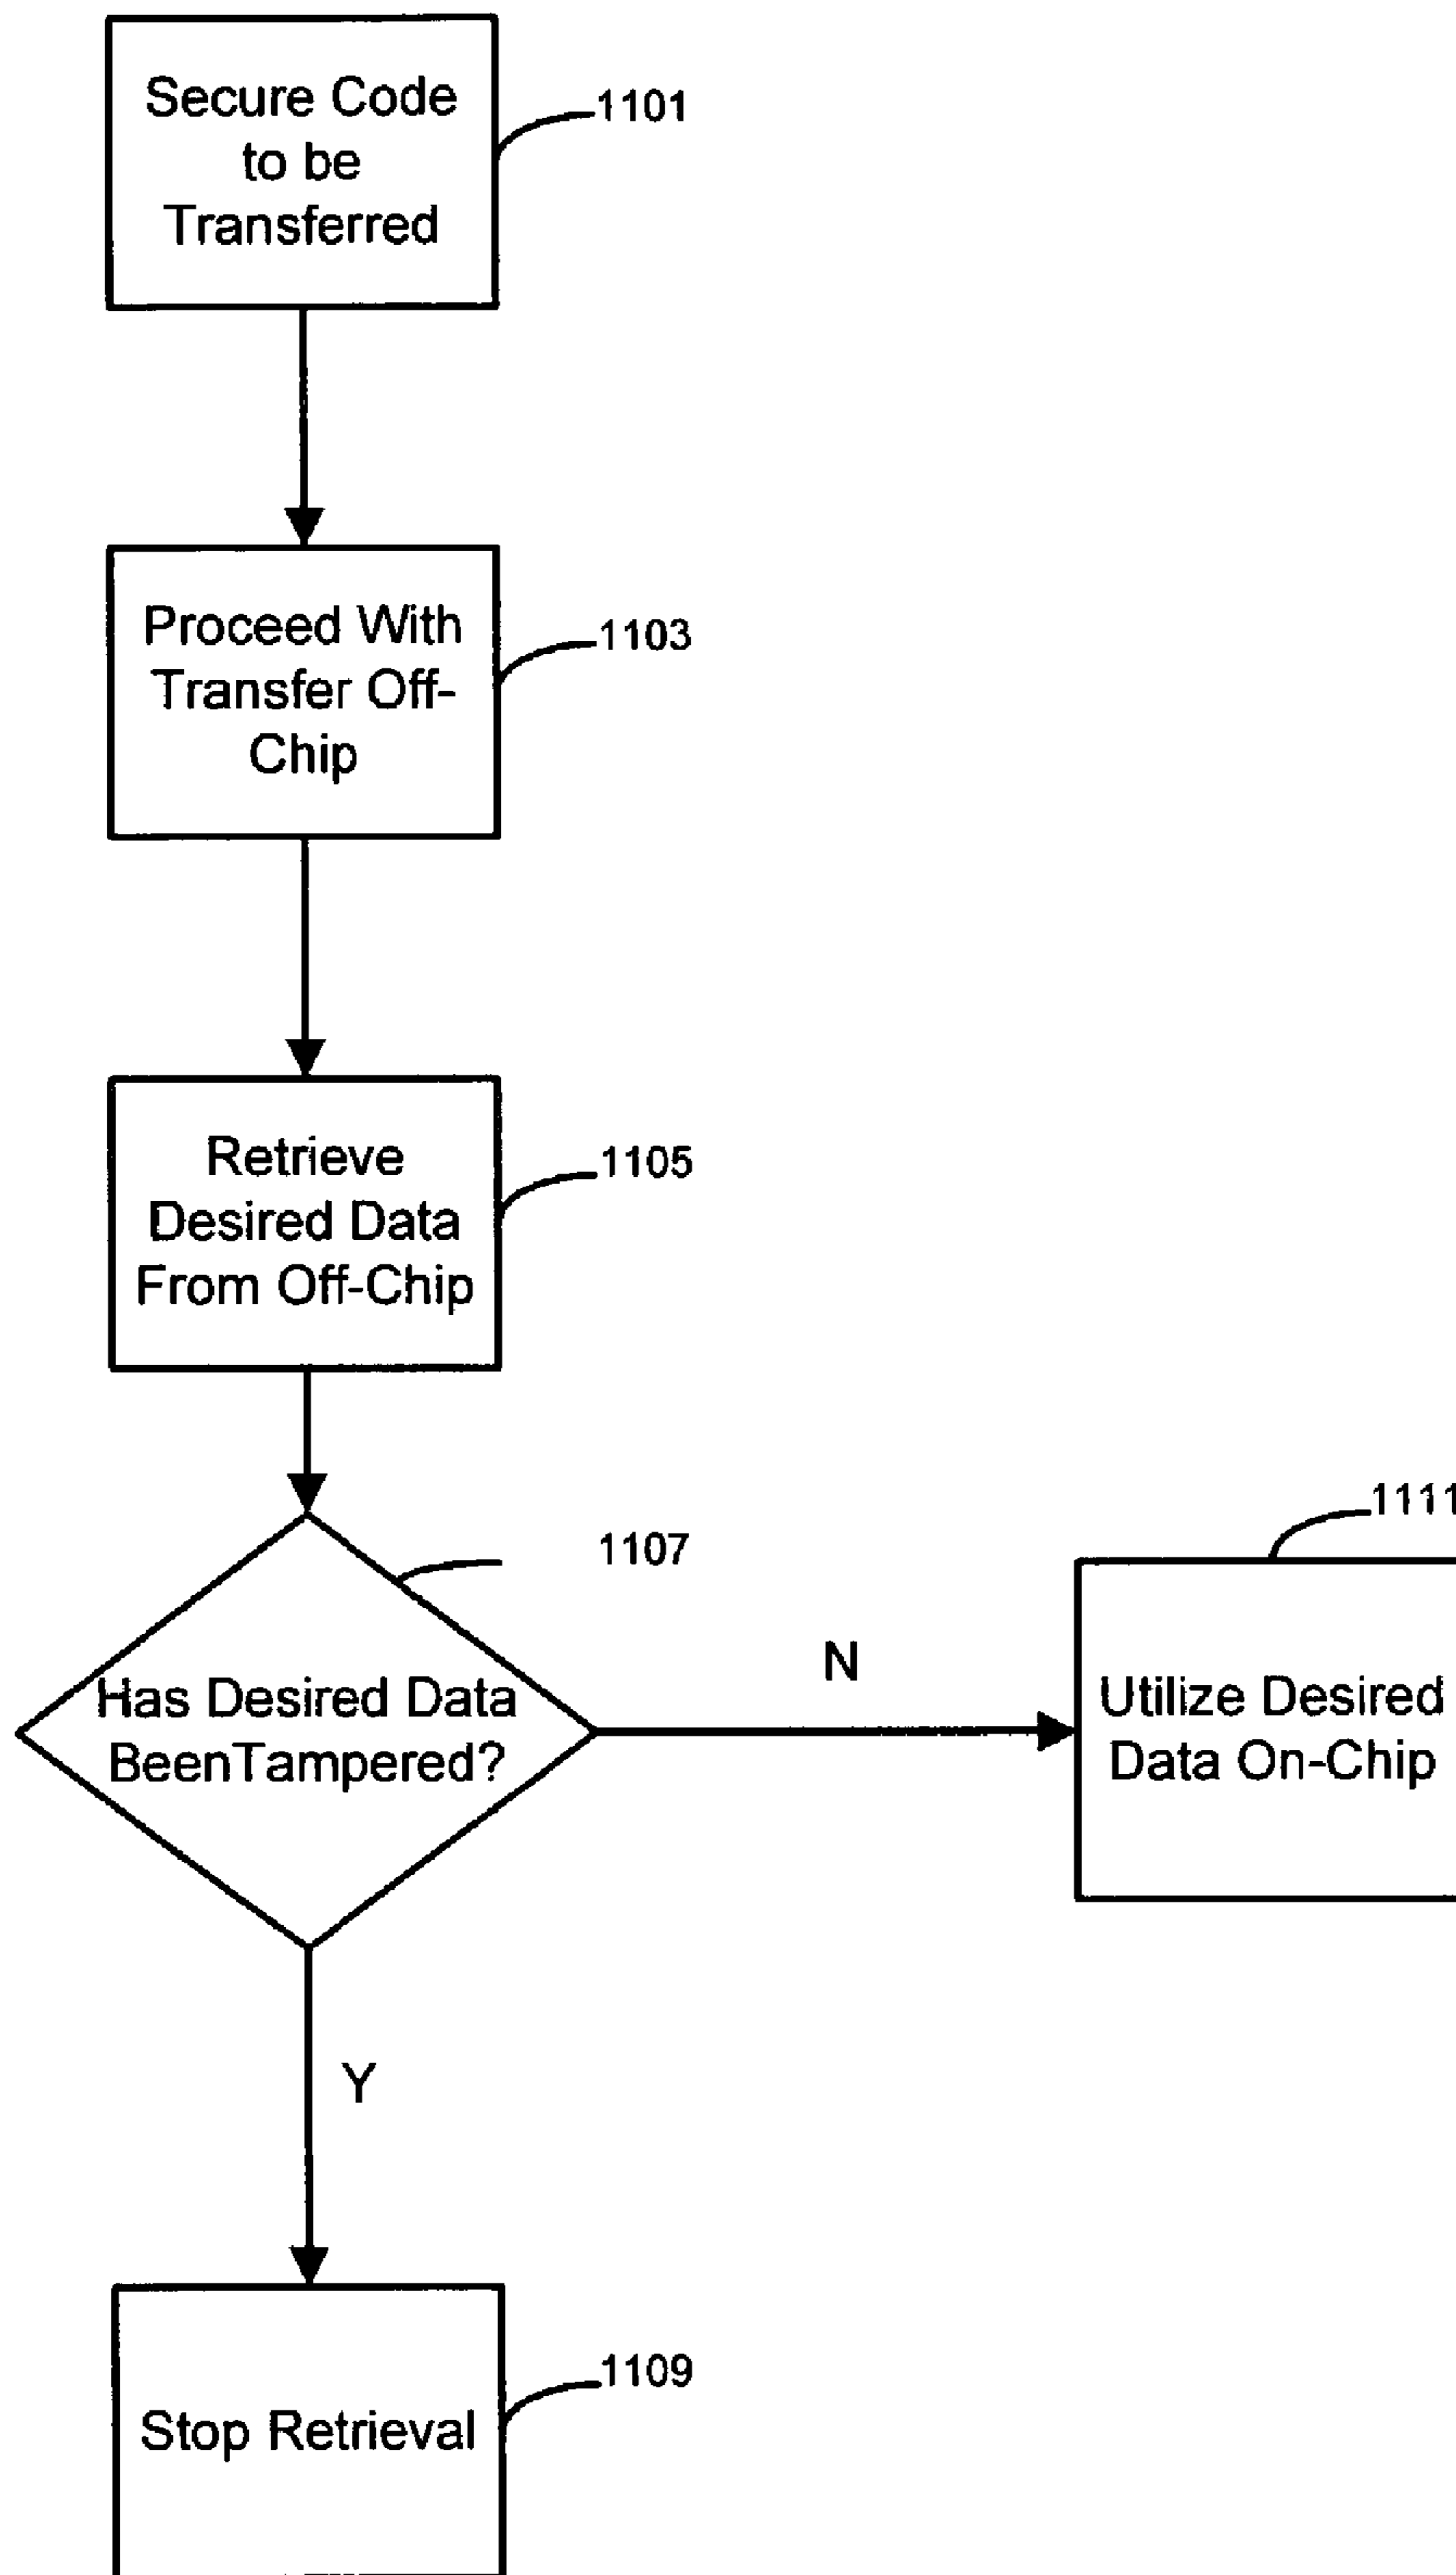 Secure Code
to be
Transferred
1101
Proceed With
Transfer Off-
Chip
1103
Retrieve
Desired Data
From Off-Chip
1105
1107
Has Desired Data
BeenTampered?
N
1111
Utilize Desired
Data On-Chip
Y
Stop Retrieval
1109